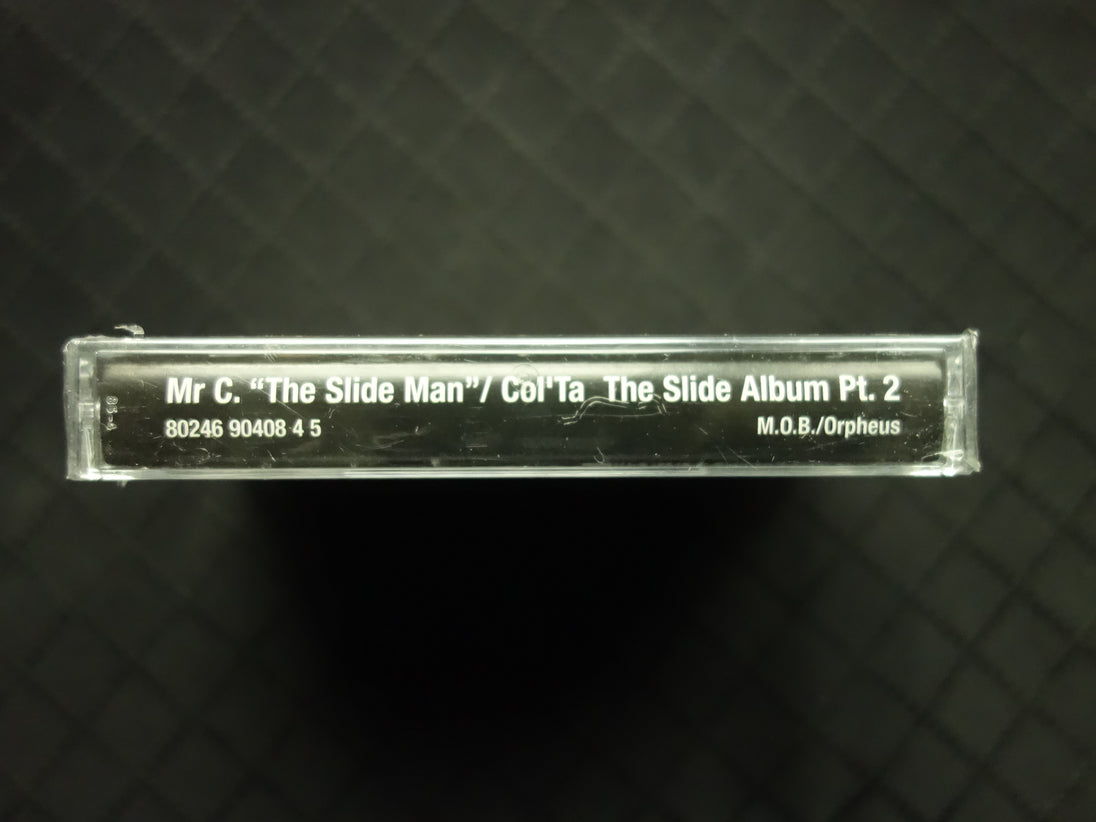 Mr C. “The Slide Man”/ Col'Ta The Slide Album Pt. 2
80246 90408 4 5 M.O.B./Orpheus